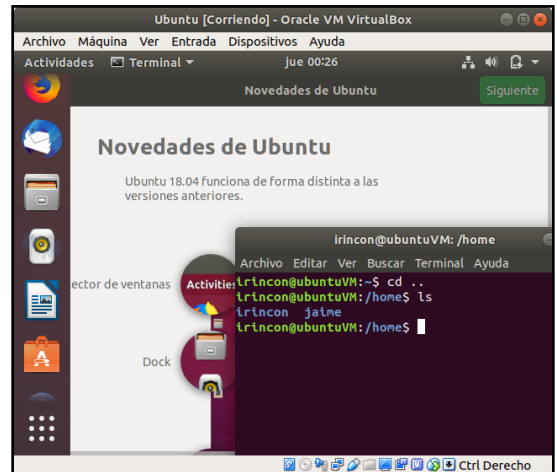 Ubuntu [Corriendo] - Oracle VM VirtualBox
Archivo Máquina Ver Entrada Dispositivos Ayuda
Actividades Terminal jue 00:26
Novedades de Ubuntu Siguiente
Novedades de Ubuntu
Ubuntu 18.04 funciona de forma distinta a las
versiones anteriores.
irincon@ubuntuVM: /home
Archivo Editar Ver Buscar Terminal Ayuda
ector de ventanas Activities
irincon@ubuntuVM:~$ cd ..
irincon@ubuntuVM:/home$ ls
irincon jaime
irincon@ubuntuVM:/home$
Dock
Ctrl Derecho